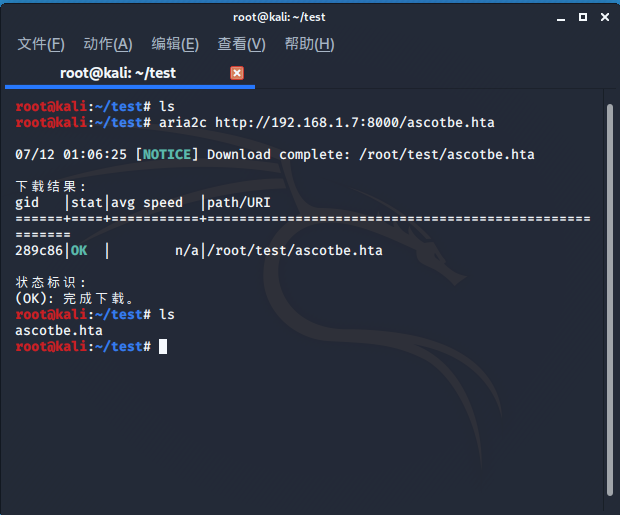 root@kali: ~/test
文件(F) 动作(A) 编辑(E) 查看(V) 帮助(H)
root@kali: ~/test
root@kali:~/test# ls
root@kali:~/test# aria2c http://192.168.1.7:8000/ascotbe.hta
07/12 01:06:25 [NOTICE] Download complete: /root/test/ascotbe.hta
下载结果:
gid   |stat|avg speed  |path/URI
======+====+===========+================================================
=======
289c86|OK  |        n/a|/root/test/ascotbe.hta
状态标识:
(OK): 完成下载。
root@kali:~/test# ls
ascotbe.hta
root@kali:~/test#